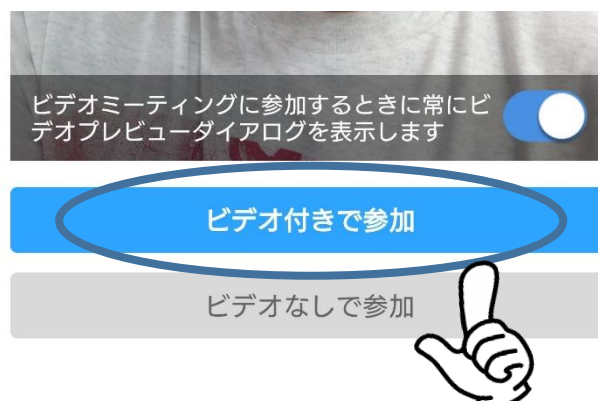 ビデオミーティングに参加するときに常にビ
デオプレビューダイアログを表示します
ビデオ付きで参加
ビデオなしで参加